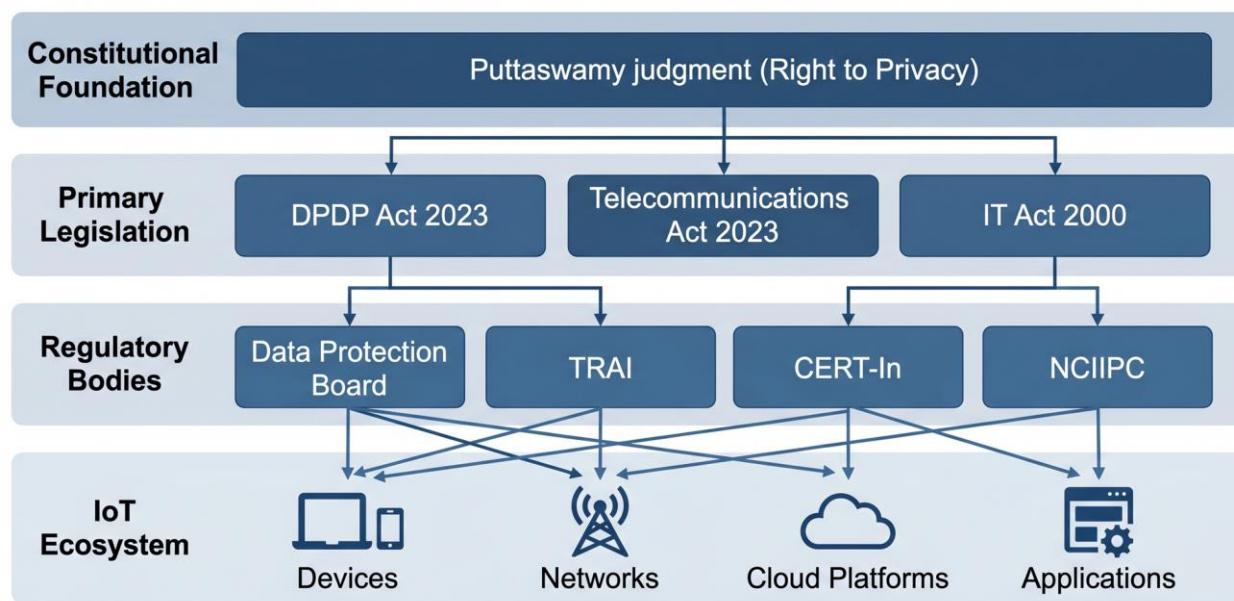 Constitutional
Foundation
Puttaswamy judgment (Right to Privacy)
Primary
Legislation
DPDP Act 2023
Telecommunications
Act 2023
IT Act 2000
Regulatory
Bodies
Data Protection
Board
TRAI
CERT-In
NCIIPC
IoT
Ecosystem
Devices
Networks
Cloud Platforms
Applications